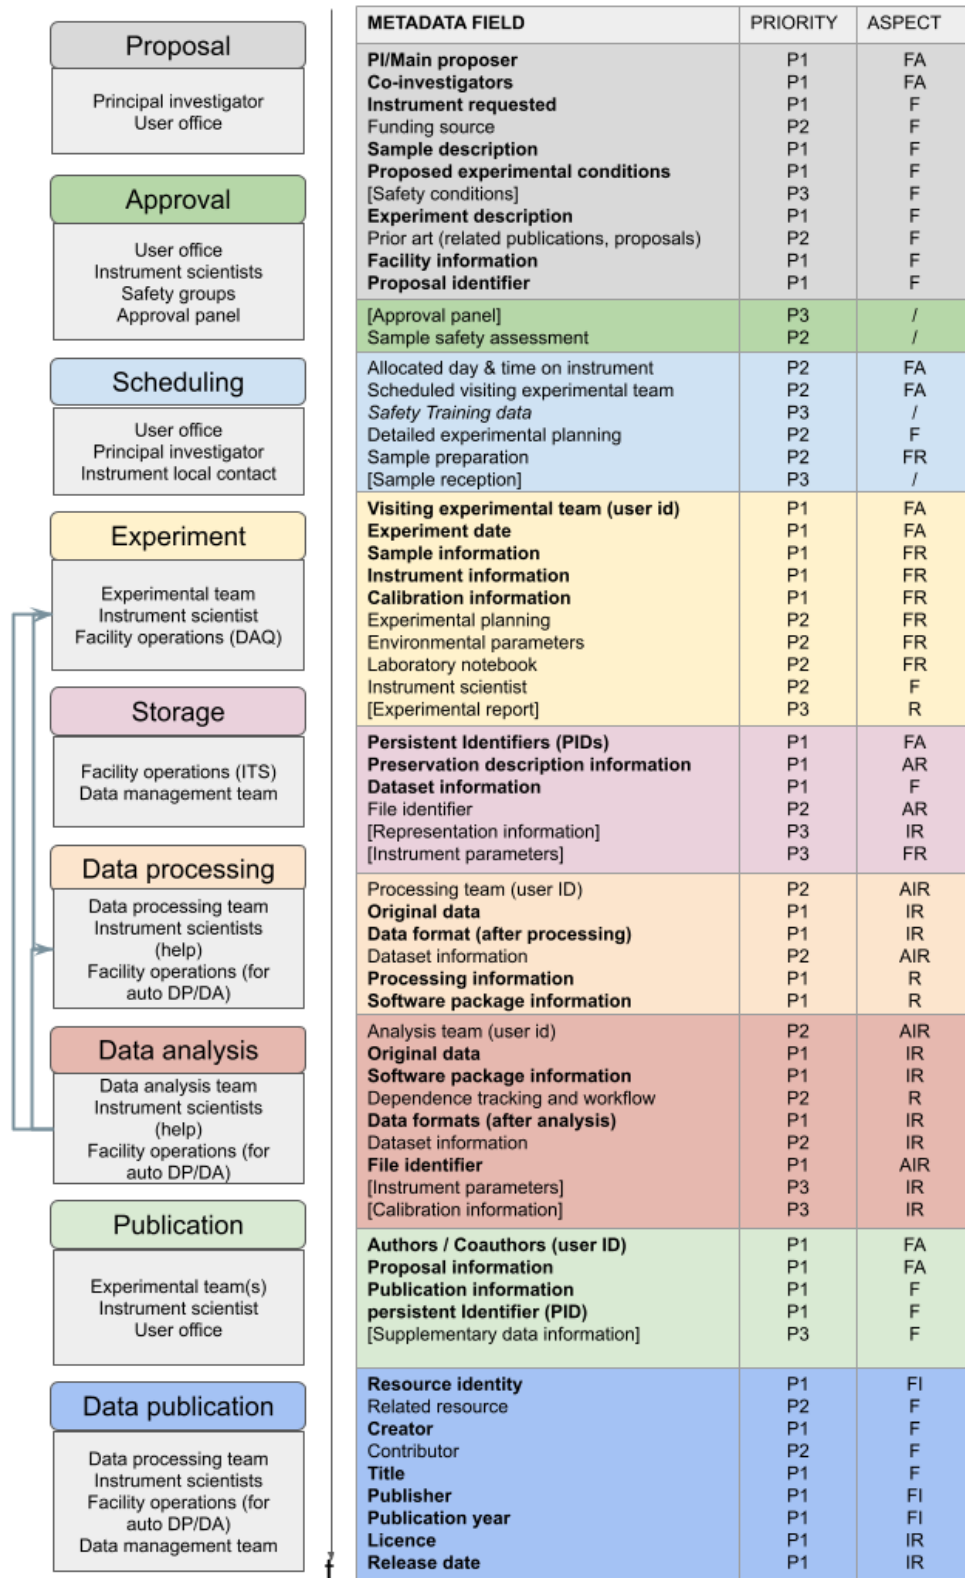 Proposal
Principal investigator
User office
Approval
User office
Instrument scientists
Safety groups
Approval panel
Scheduling
User office
Principal investigator
Instrument local contact
Experiment
Experimental team
Instrument scientist
Facility operations (DAQ)
Storage
Facility operations (ITS)
Data management team
Data processing
Data processing team
Instrument scientists
(help)
Facility operations (for
auto DP/DA)
Data analysis
Data analysis team
Instrument scientists
(help)
Facility operations (for
auto DP/DA)
Publication
Experimental team(s)
Instrument scientist
User office
Data publication
Data processing team
Instrument scientists
Facility operations (for
auto DP/DA)
Data management team
t
METADATA FIELD PRIORITY ASPECT
PI/Main proposer P1 FA
Co-investigators P1 FA
Instrument requested P1 F
Funding source P2 F
Sample description P1 F
Proposed experimental conditions P1 F
[Safety conditions] P3 F
Experiment description P1 F
Prior art (related publications, proposals) P2 F
Facility information P1 F
Proposal identifier P1 F
[Approval panel] P3 /
Sample safety assessment P2 /
Allocated day & time on instrument P2 FA
Scheduled visiting experimental team P2 FA
Safety Training data P3 /
Detailed experimental planning P2 F
Sample preparation P2 FR
[Sample reception] P3 /
Visiting experimental team (user id) P1 FA
Experiment date P1 FA
Sample information P1 FR
Instrument information P1 FR
Calibration information P1 FR
Experimental planning P2 FR
Environmental parameters P2 FR
Laboratory notebook P2 FR
Instrument scientist P2 F
[Experimental report] P3 R
Persistent Identifiers (PIDs) P1 FA
Preservation description information P1 AR
Dataset information P1 F
File identifier P2 AR
[Representation information] P3 IR
[Instrument parameters] P3 FR
Processing team (user ID) P2 AIR
Original data P1 IR
Data format (after processing) P1 IR
Dataset information P2 AIR
Processing information P1 R
Software package information P1 R
Analysis team (user id) P2 AIR
Original data P1 IR
Software package information P1 IR
Dependence tracking and workflow P2 R
Data formats (after analysis) P1 IR
Dataset information P2 IR
File identifier P1 AIR
[Instrument parameters] P3 IR
[Calibration information] P3 IR
Authors / Coauthors (user ID) P1 FA
Proposal information P1 FA
Publication information P1 F
persistent Identifier (PID) P1 F
[Supplementary data information] P3 F
Resource identity P1 FI
Related resource P2 F
Creator P1 F
Contributor P2 F
Title P1 F
Publisher P1 FI
Publication year P1 FI
Licence P1 IR
Release date P1 IR